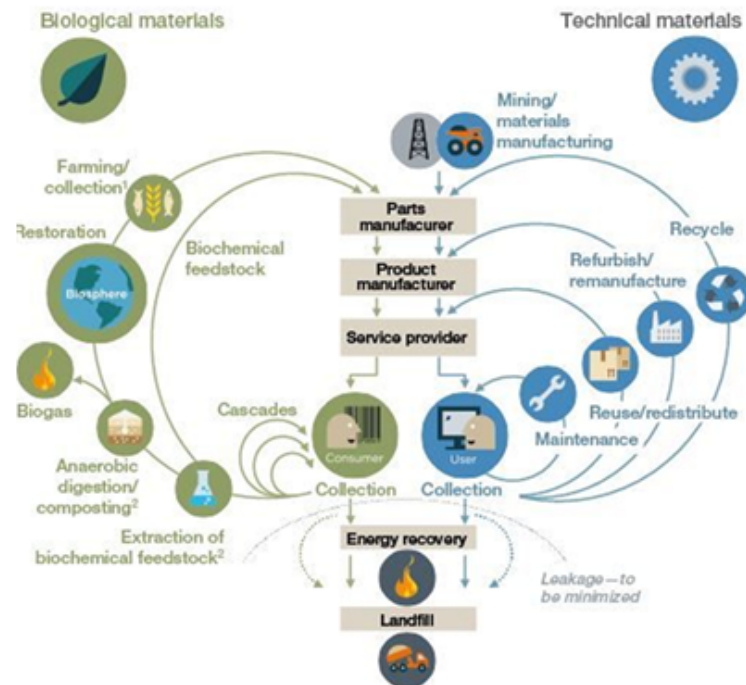 Biological materials
Technical materials
Mining/
materials
manufacturing
Farming/
collection¹
Restoration
Biosphere
Biochemical
feedstock
Parts
manufacurer
Product
manufacturer
Service provider
Recycle
Refurbish/
remanufacture
Reuse/redistribute
Maintenance
Biogas
Cascades
Anaerobic
digestion/
composting²
Extraction of
biochemical feedstock²
Consumer
User
Collection
Collection
Energy recovery
Leakage—to
be minimized
Landfill